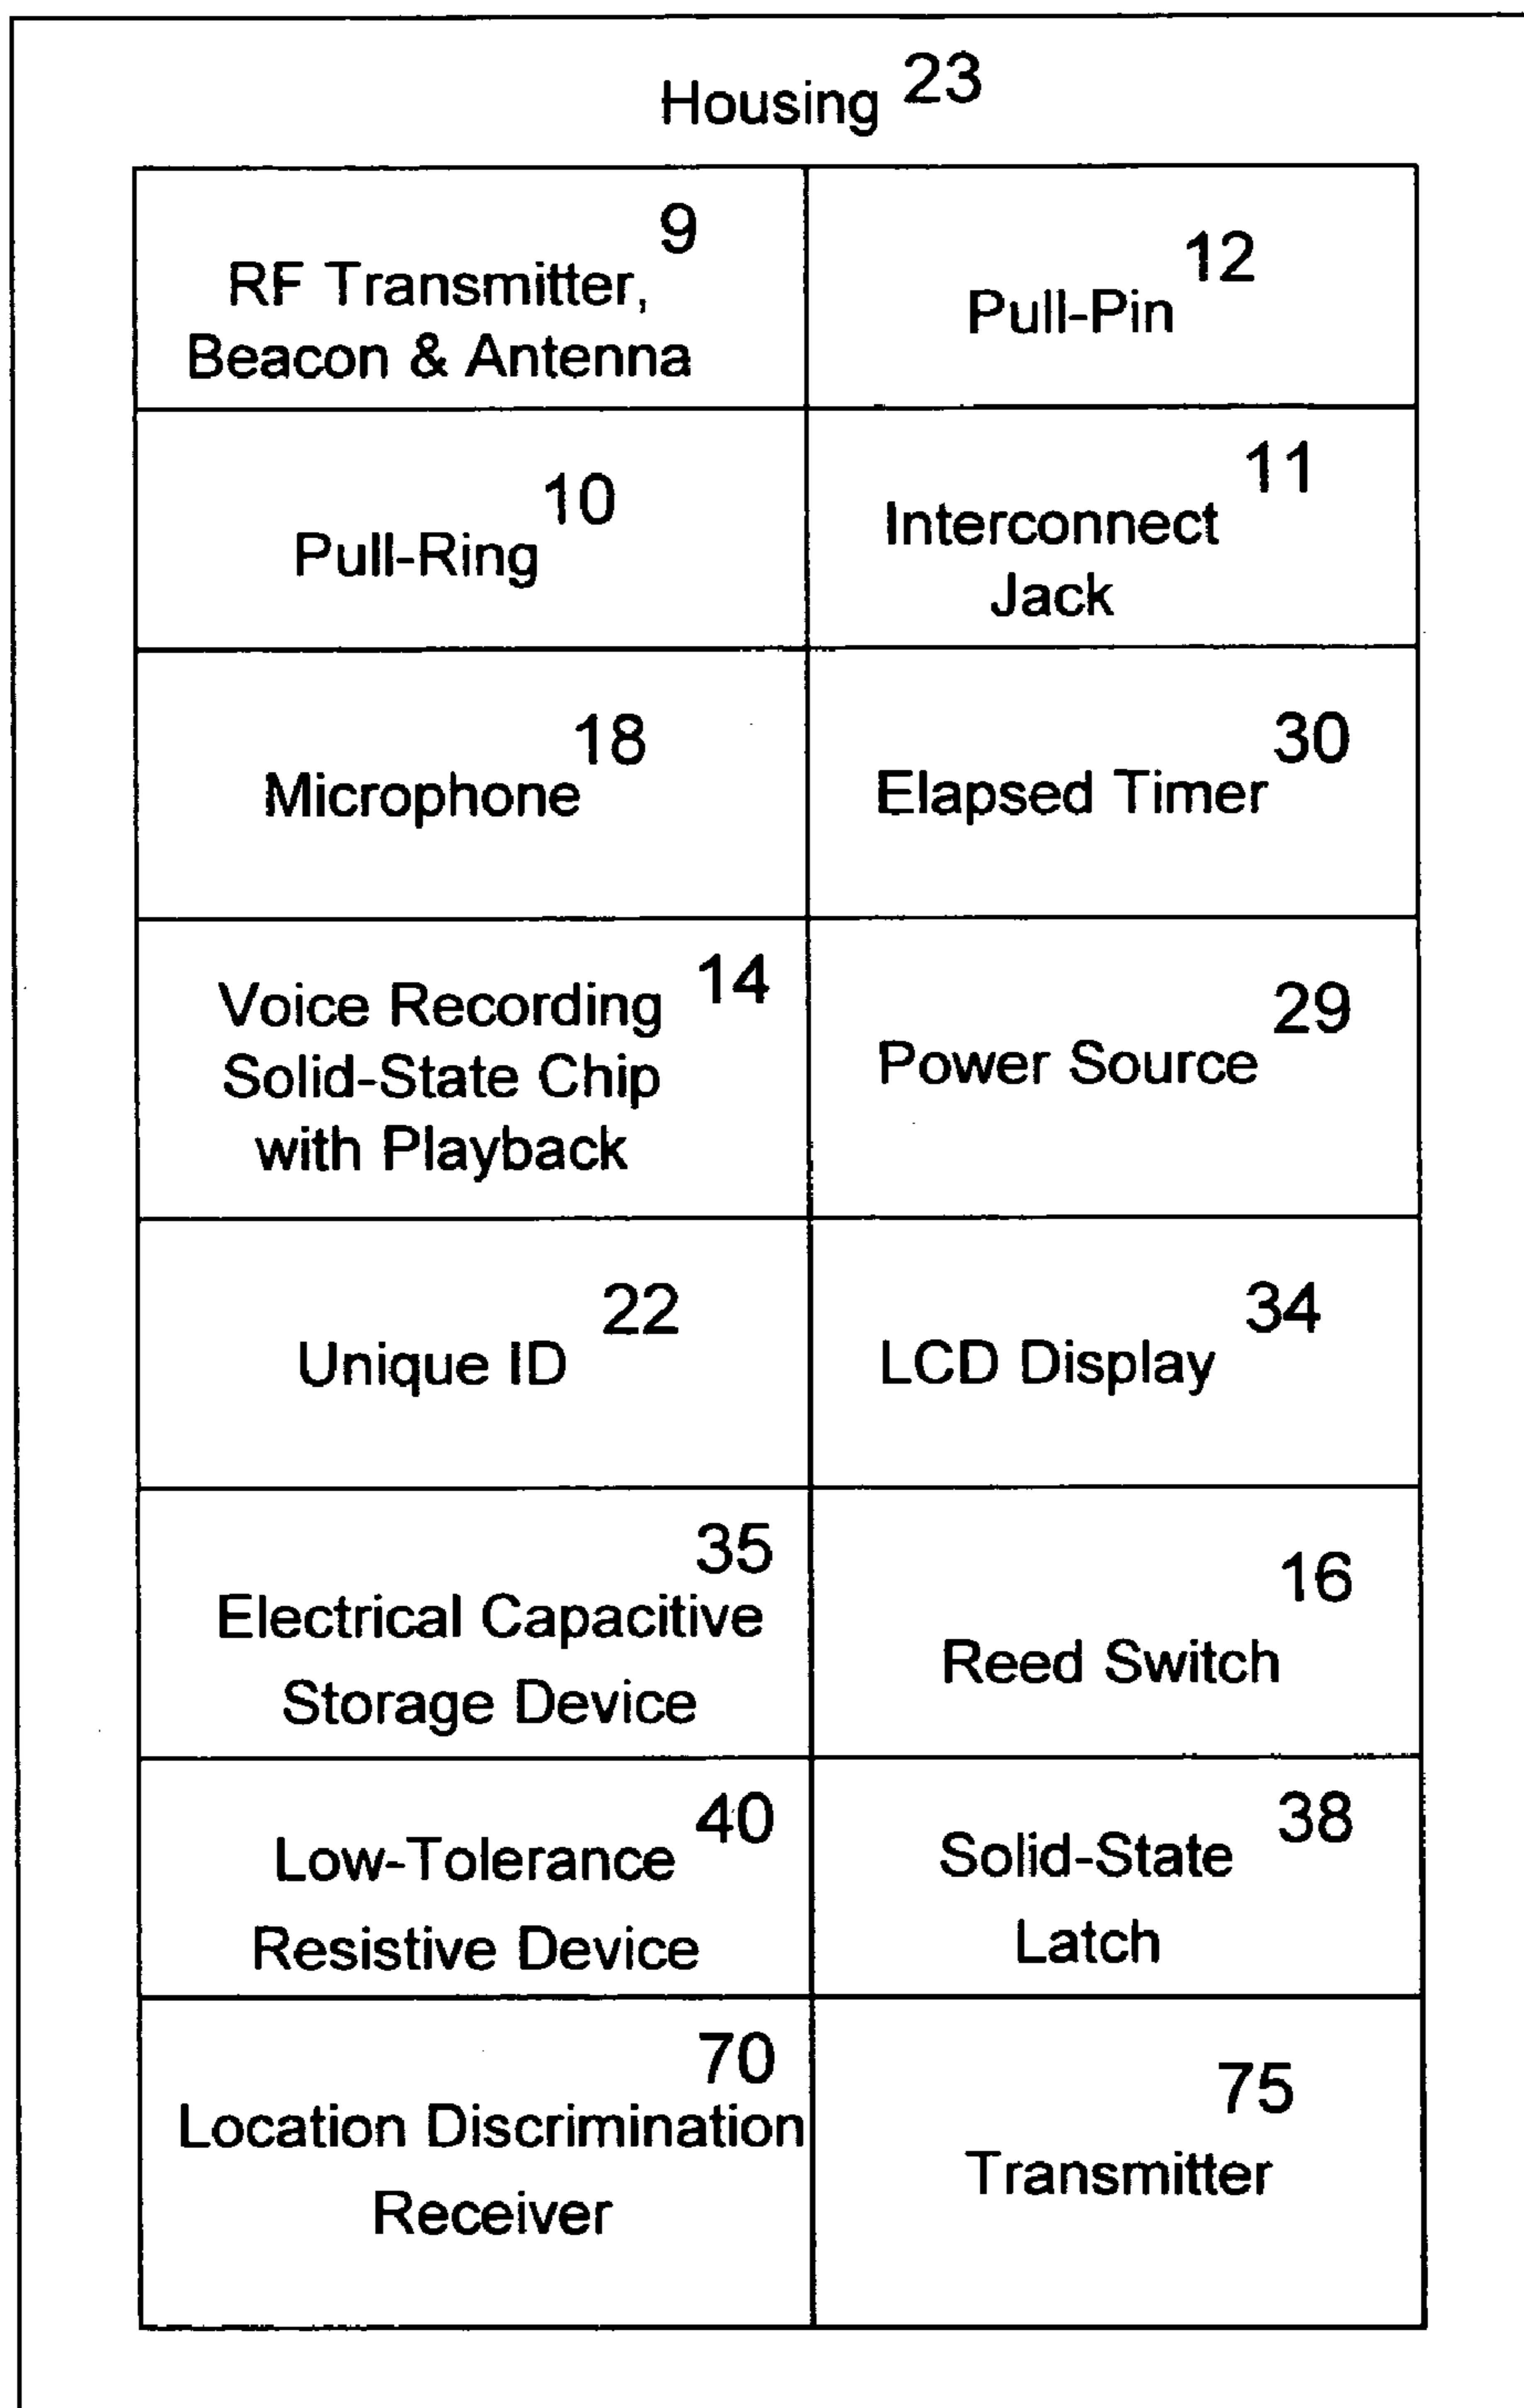 Housing 23
9
RF Transmitter,
Beacon & Antenna
12
Pull-Pin
10
Pull-Ring
11
Interconnect
Jack
18
Microphone
30
Elapsed Timer
14
Voice Recording
Solid-State Chip
with Playback
29
Power Source
22
Unique ID
34
LCD Display
35
Electrical Capacitive
Storage Device
16
Reed Switch
40
Low-Tolerance
Resistive Device
38
Solid-State
Latch
70
Location Discrimination
Receiver
75
Transmitter